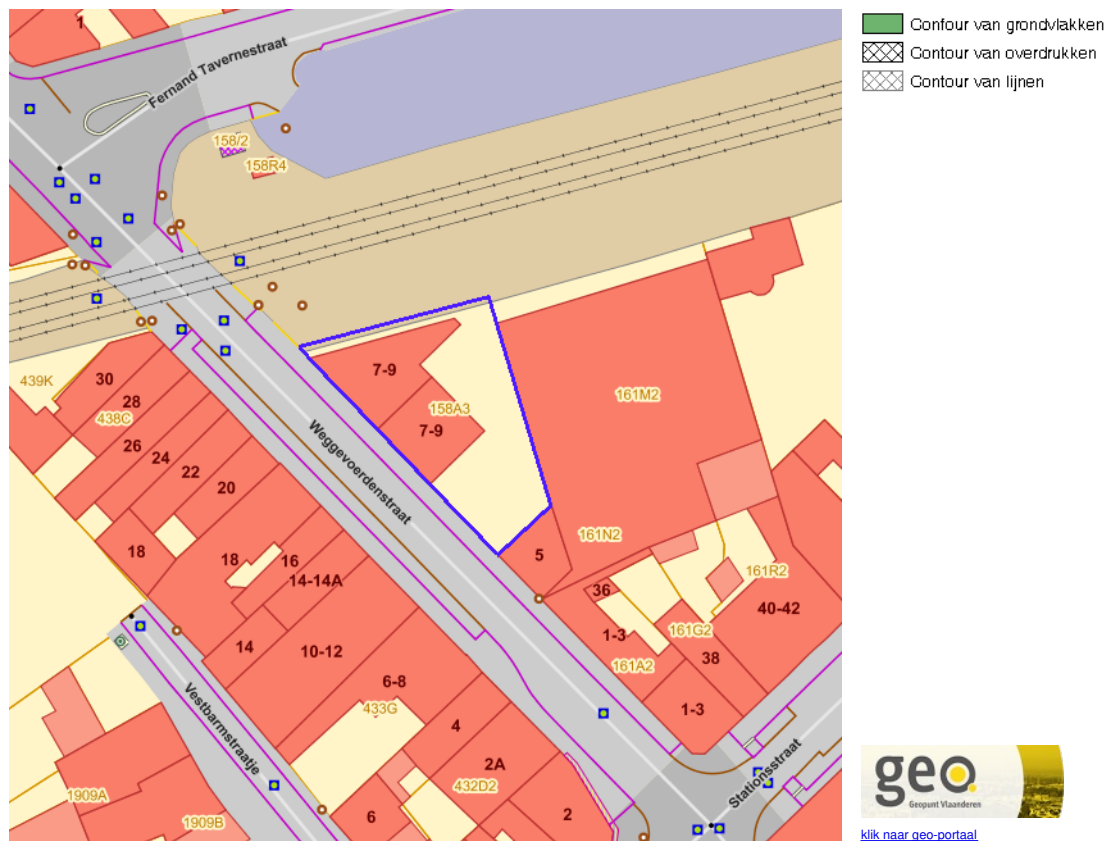 1
Fernand Tavernestraat
158/2
158R4
439K
30
28
438C
26
24
22
20
18
18
16
14-14A
14
10-12
6-8
433G
4
2A
432D2
2
6
7-9
158A3
7-9
Weggevoerdenstraat
161M2
5
161N2
36
1-3
161A2
161G2
38
161R2
40-42
1-3
Stationsstraat
Vestbarmstraatje
1909A
1909B
Contour van grondvlakken
Contour van overdrukken
Contour van lijnen
geo
Geopunt Vlaanderen
klik naar geo-portaal